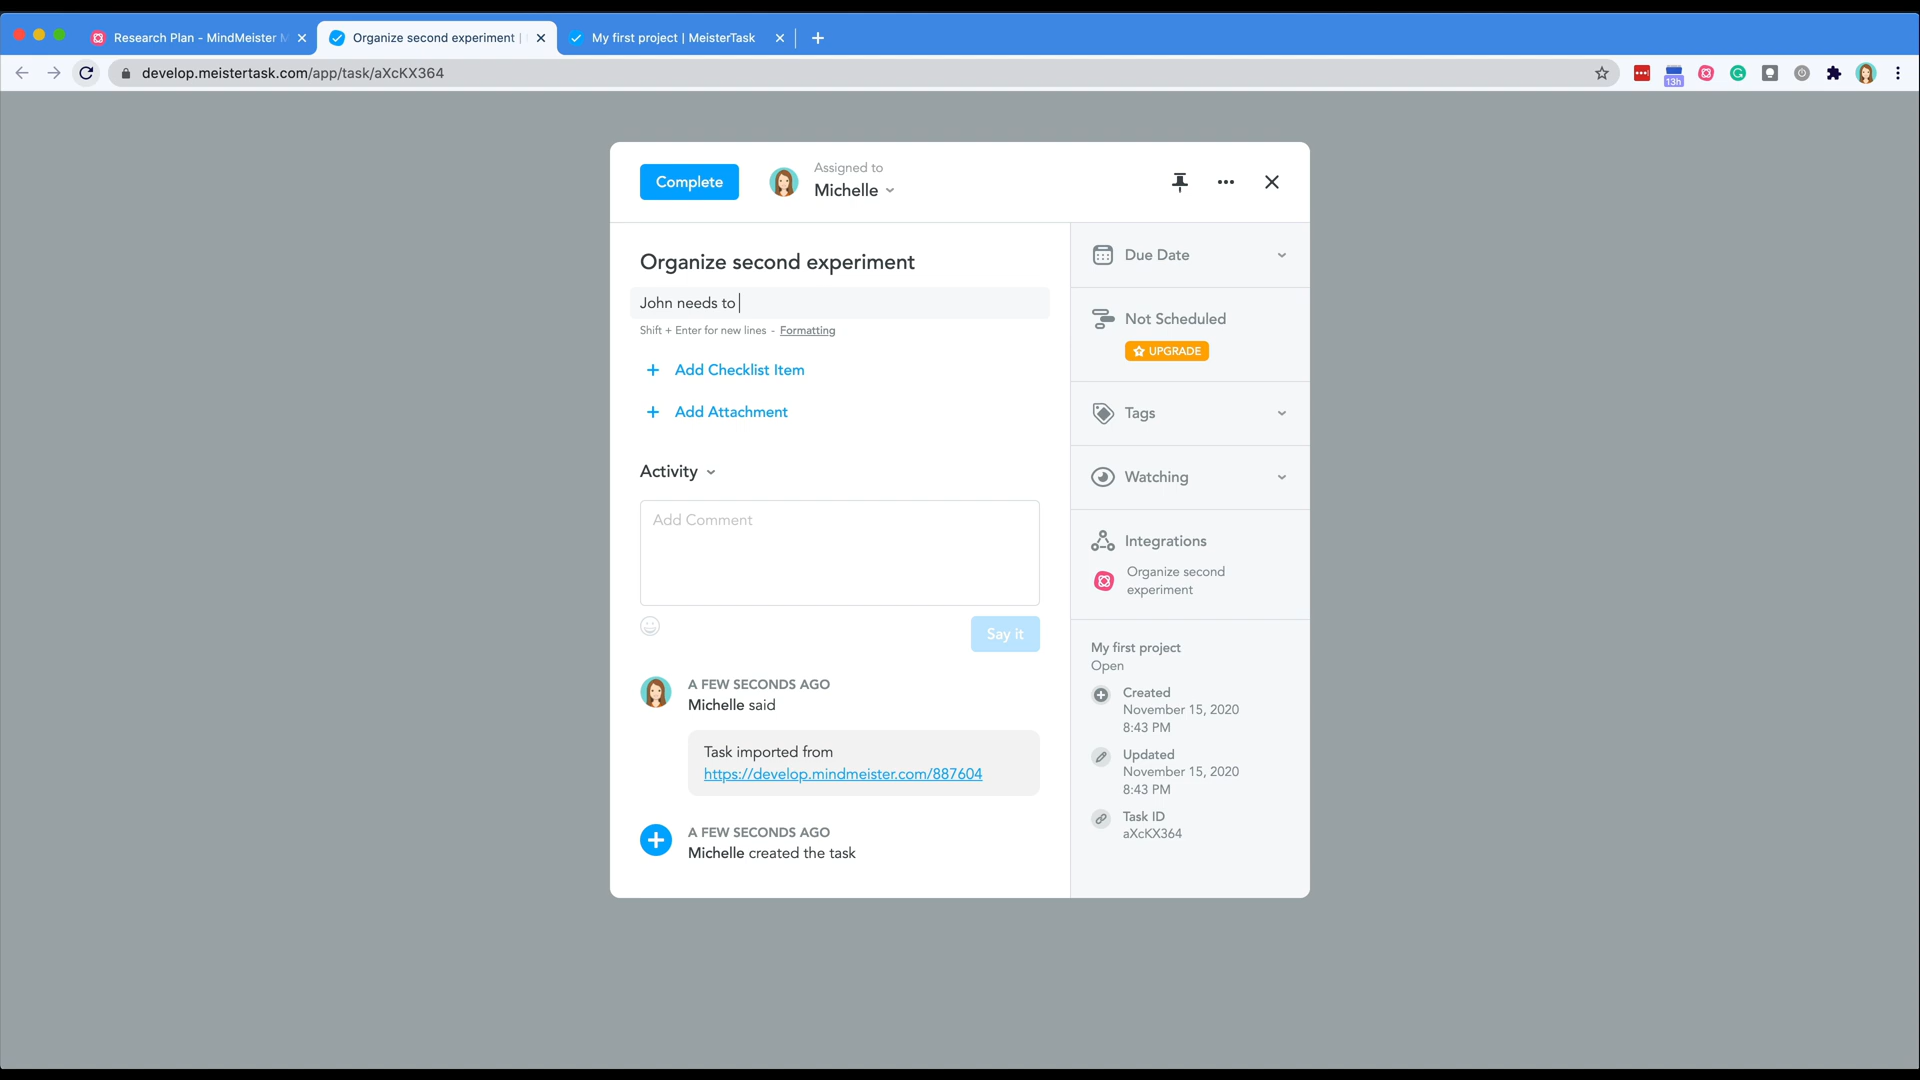 Research Plan - MindMeister
Organize second experiment |
My first project | MeisterTask
develop.meistertask.com/app/task/aXcKX364
13h
Complete
Assigned to
Michelle
Organize second experiment
John needs to
Shift + Enter for new lines - Formatting
+ Add Checklist Item
+ Add Attachment
Activity
Add Comment
Say it
A FEW SECONDS AGO
Michelle said
Task imported from
https://develop.mindmeister.com/887604
A FEW SECONDS AGO
Michelle created the task
Due Date
Not Scheduled
UPGRADE
Tags
Watching
Integrations
Organize second
experiment
My first project
Open
Created
November 15, 2020
8:43 PM
Updated
November 15, 2020
8:43 PM
Task ID
aXcKX364